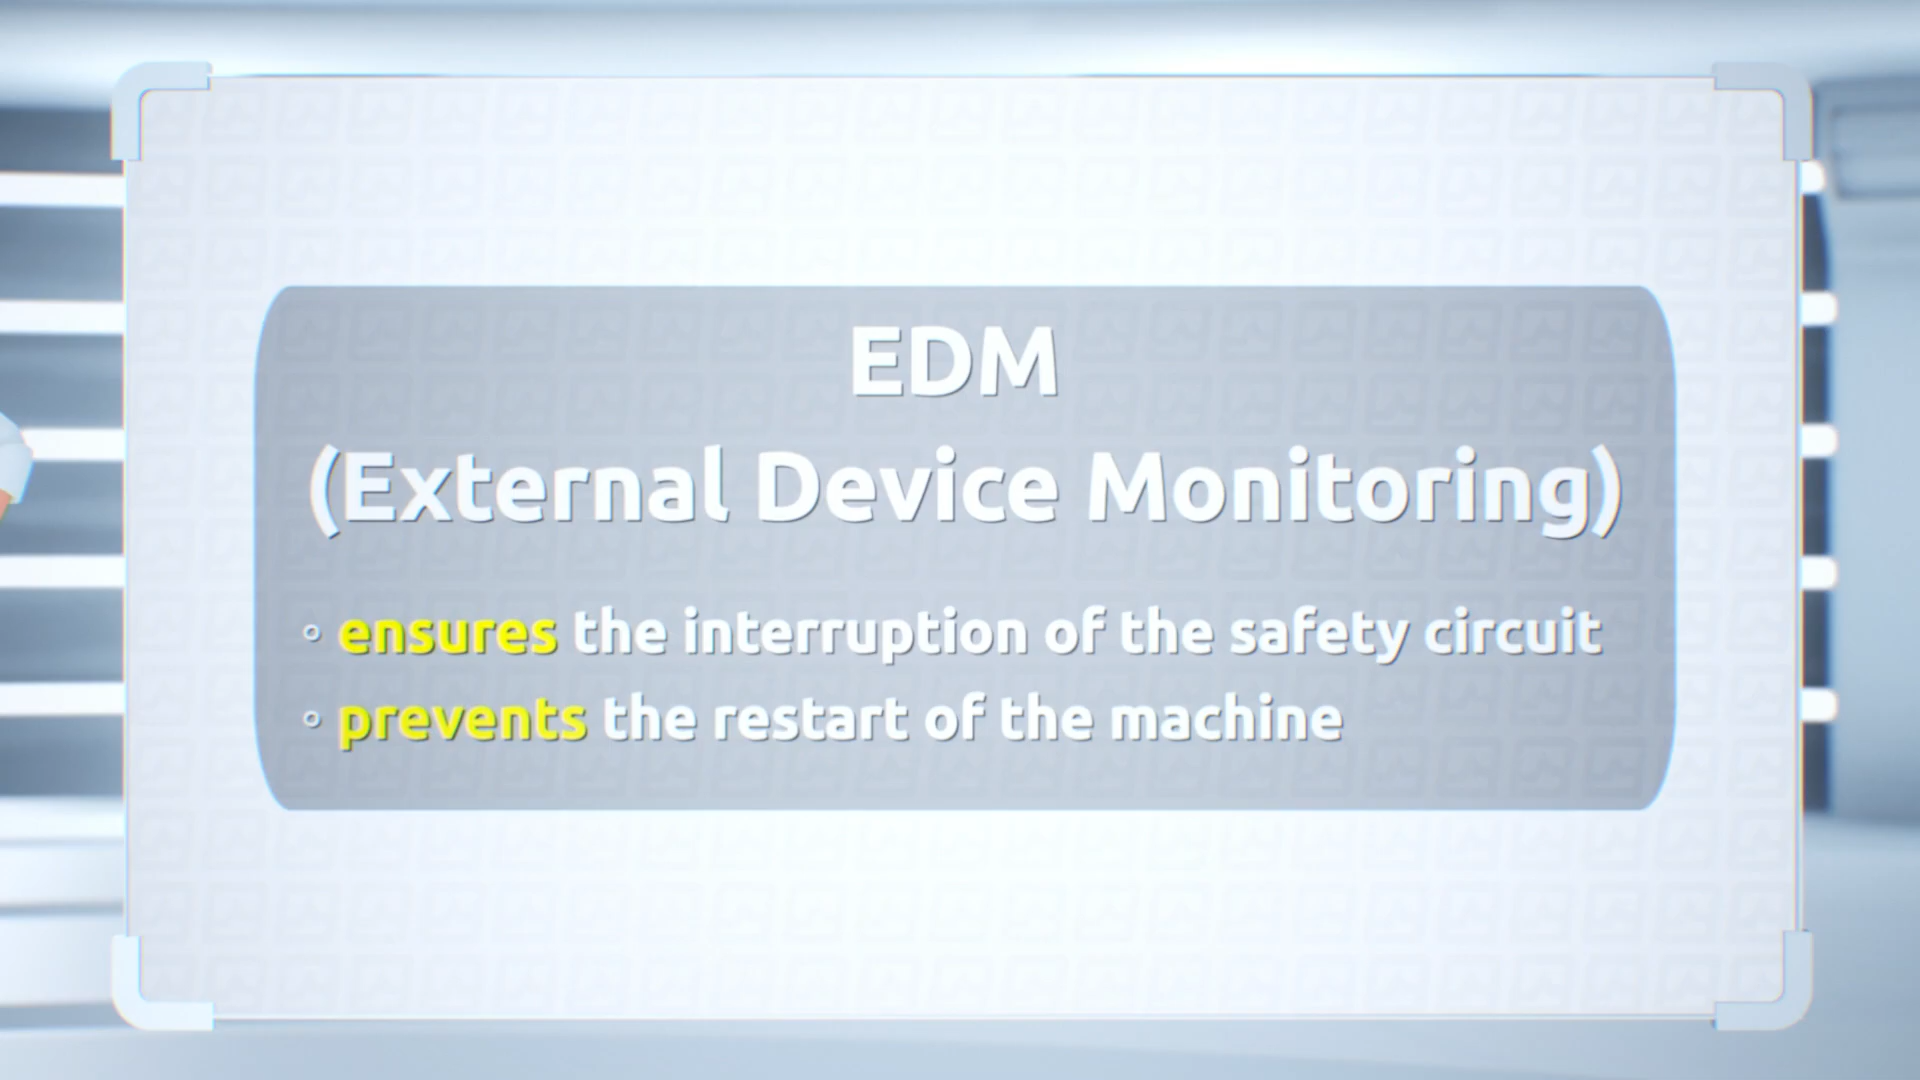 EDM
(External Device Monitoring)
◦ ensures the interruption of the safety circuit
◦ prevents the restart of the machine